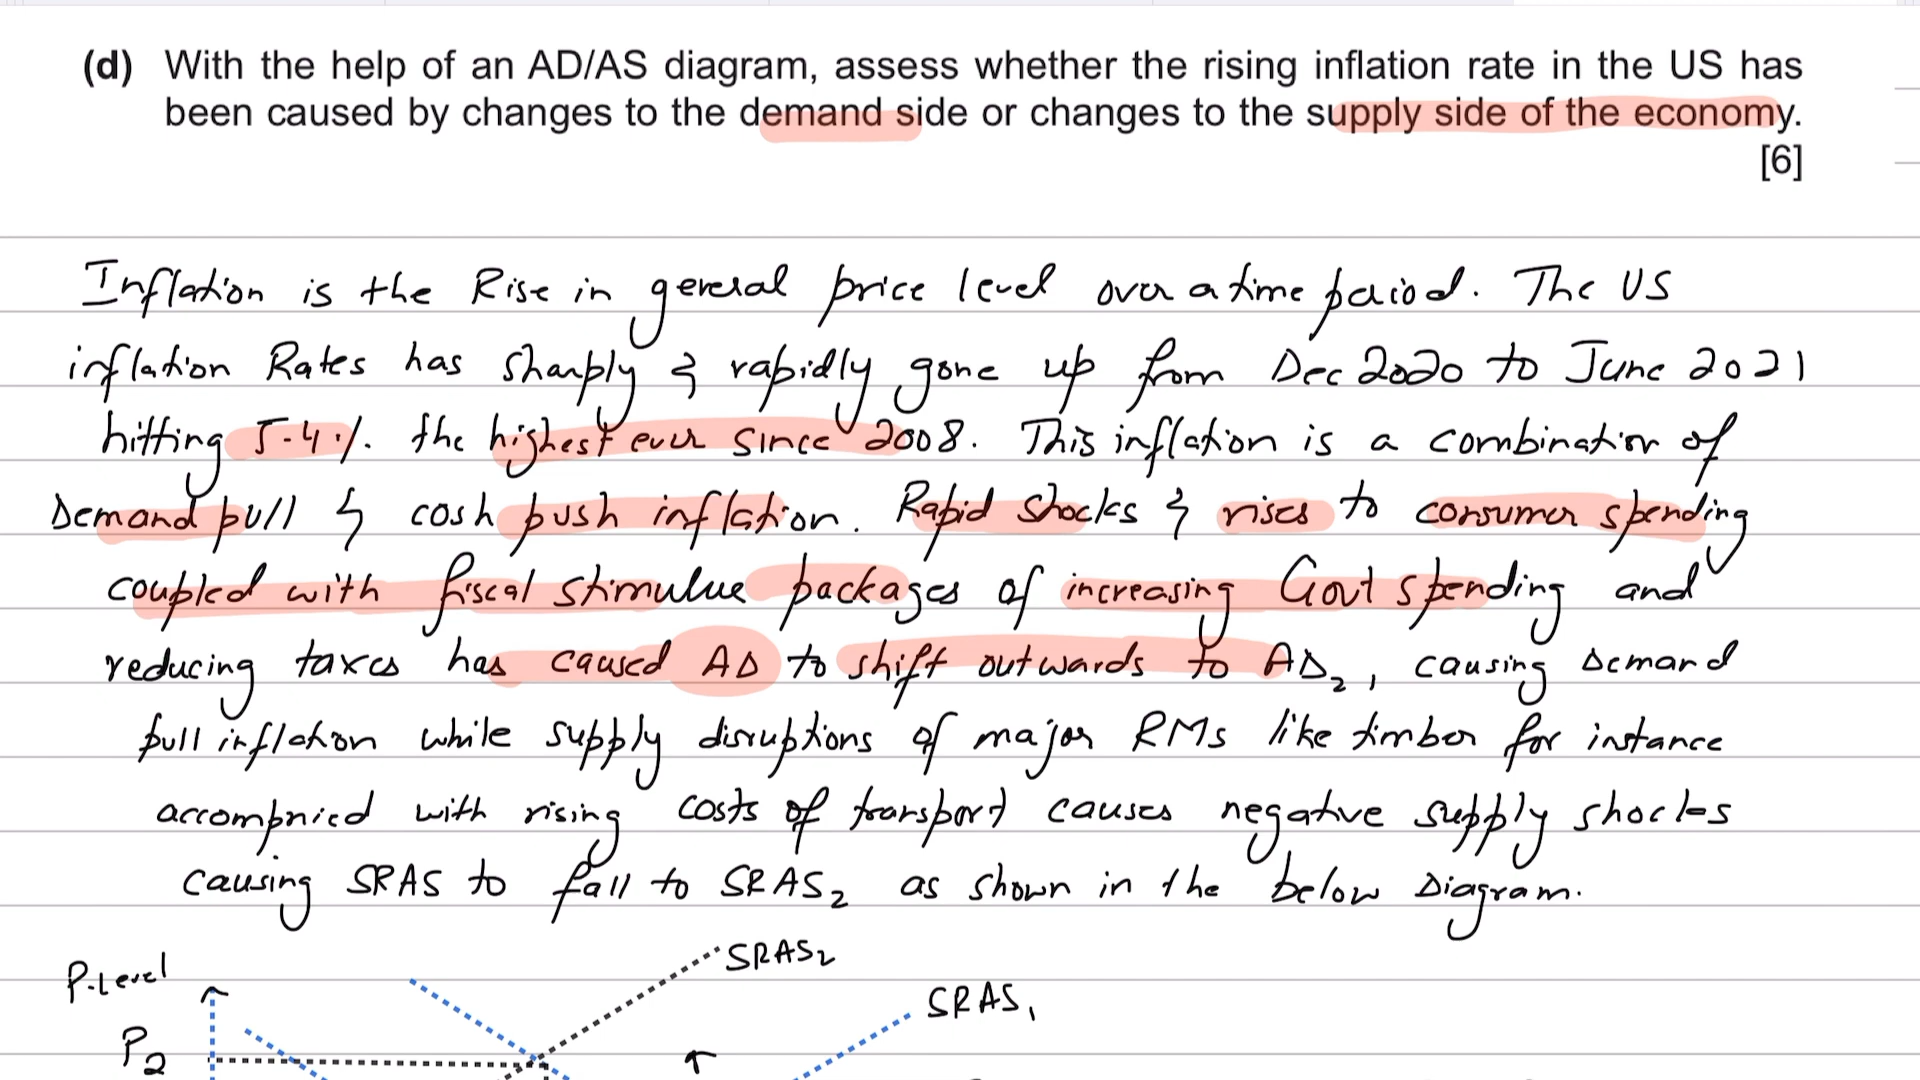 (d) With the help of an AD/AS diagram, assess whether the rising inflation rate in the US has
been caused by changes to the demand side or changes to the supply side of the economy.
[6]
Inflation is the Rise in general price level over a time period. The US
inflation Rates has sharply & rapidly gone up from Dec 2020 to June 2021
hitting 5.4%. the highest ever since 2008. This inflation is a combination of
Demand pull & cosh push inflation. Rapid shocks & rises to consumer spending
coupled with fiscal stimulue packages of increasing Govt spending and
reducing taxes has caused AD to shift outwards to AD2, causing Demand
pull inflation while supply disruptions of major RMs like timber for instance
accompnied with rising costs of transport causes negative supply shocks
causing SRAS to fall to SRAS2 as shown in the below Diagram.
P.Level
SRAS2
SRAS1
P2